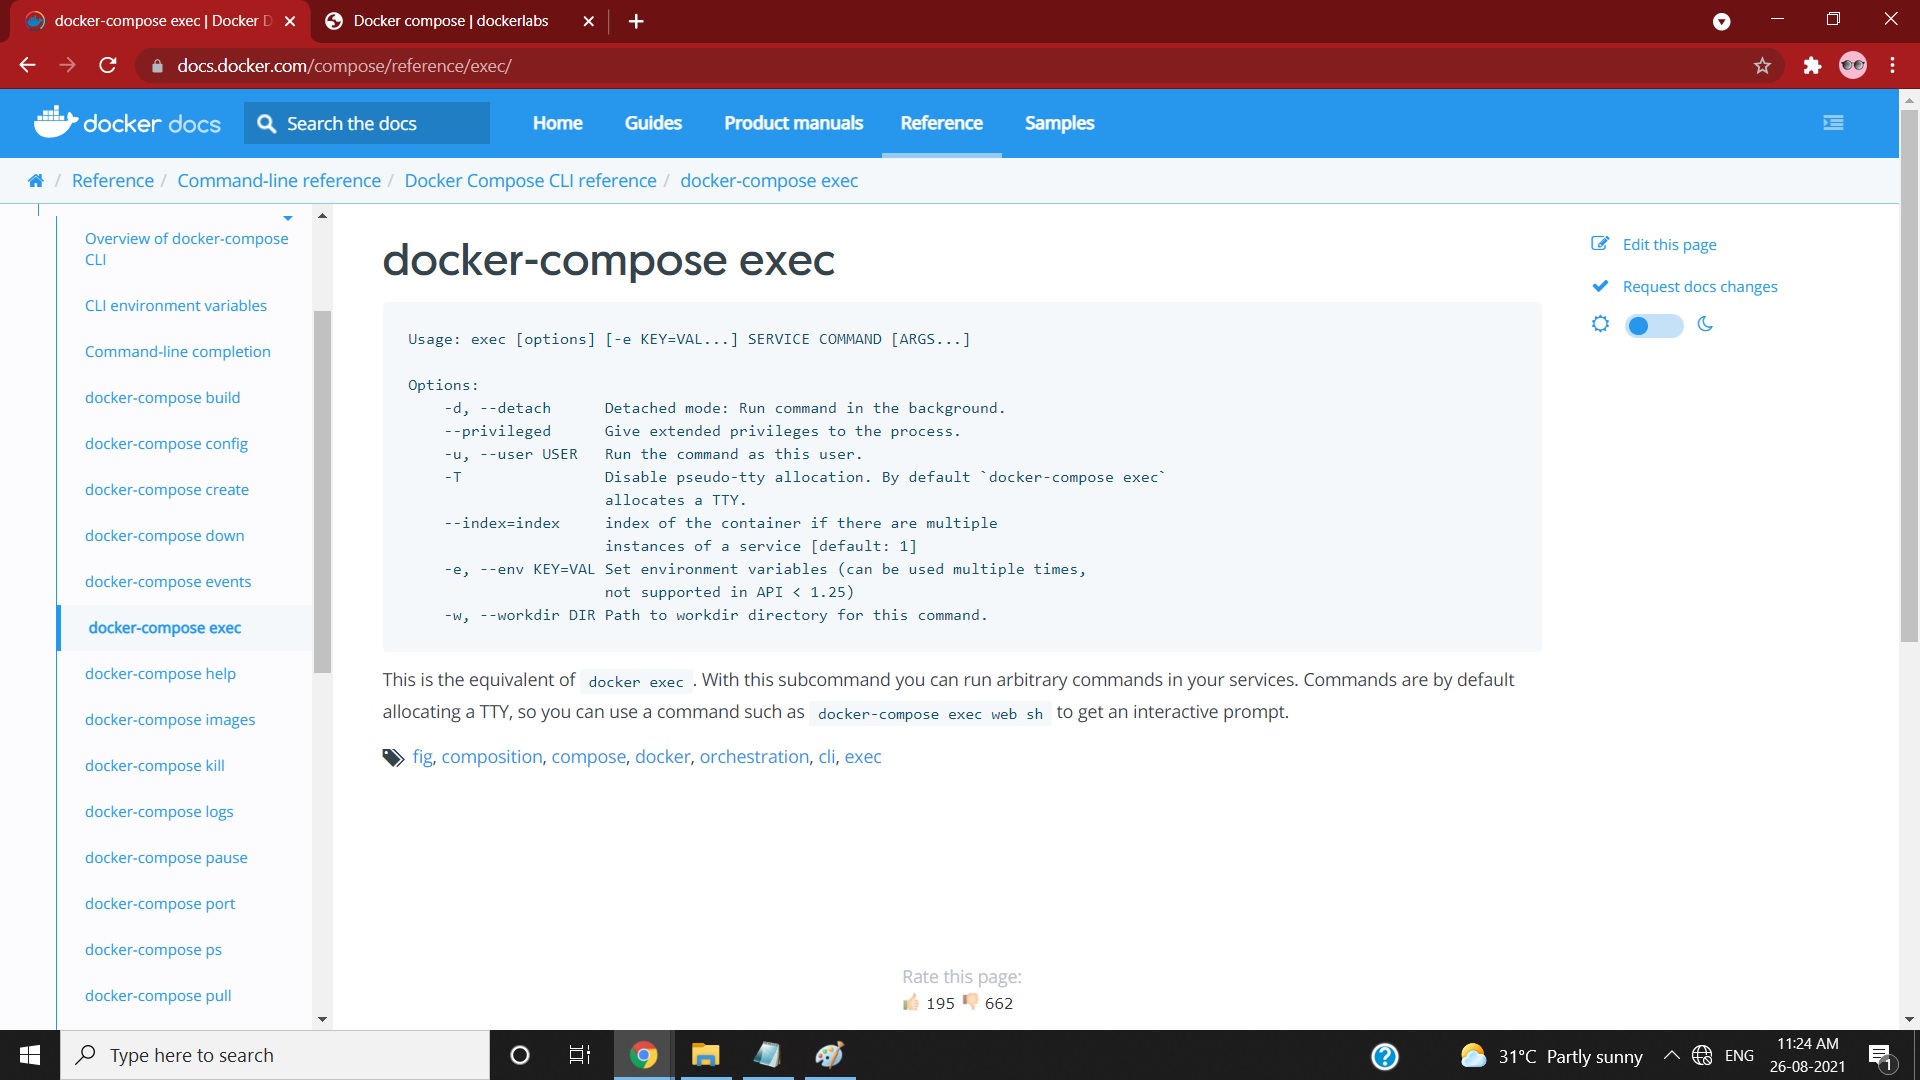 docker-compose exec | Docker D
Docker compose | dockerlabs
docs.docker.com/compose/reference/exec/
docker docs
Search the docs
Home
Guides
Product manuals
Reference
Samples
/ Reference / Command-line reference / Docker Compose CLI reference / docker-compose exec
Overview of docker-compose
CLI
CLI environment variables
Command-line completion
docker-compose build
docker-compose config
docker-compose create
docker-compose down
docker-compose events
docker-compose exec
docker-compose help
docker-compose images
docker-compose kill
docker-compose logs
docker-compose pause
docker-compose port
docker-compose ps
docker-compose pull
docker-compose exec
Usage: exec [options] [-e KEY=VAL...] SERVICE COMMAND [ARGS...]
Options:
-d, --detach Detached mode: Run command in the background.
--privileged Give extended privileges to the process.
-u, --user USER Run the command as this user.
-T Disable pseudo-tty allocation. By default `docker-compose exec`
allocates a TTY.
--index=index index of the container if there are multiple
instances of a service [default: 1]
-e, --env KEY=VAL Set environment variables (can be used multiple times,
not supported in API < 1.25)
-w, --workdir DIR Path to workdir directory for this command.
This is the equivalent of docker exec . With this subcommand you can run arbitrary commands in your services. Commands are by default
allocating a TTY, so you can use a command such as docker-compose exec web sh to get an interactive prompt.
fig, composition, compose, docker, orchestration, cli, exec
Rate this page:
195 662
Edit this page
Request docs changes
Type here to search
31°C Partly sunny
ENG
11:24 AM
26-08-2021
1